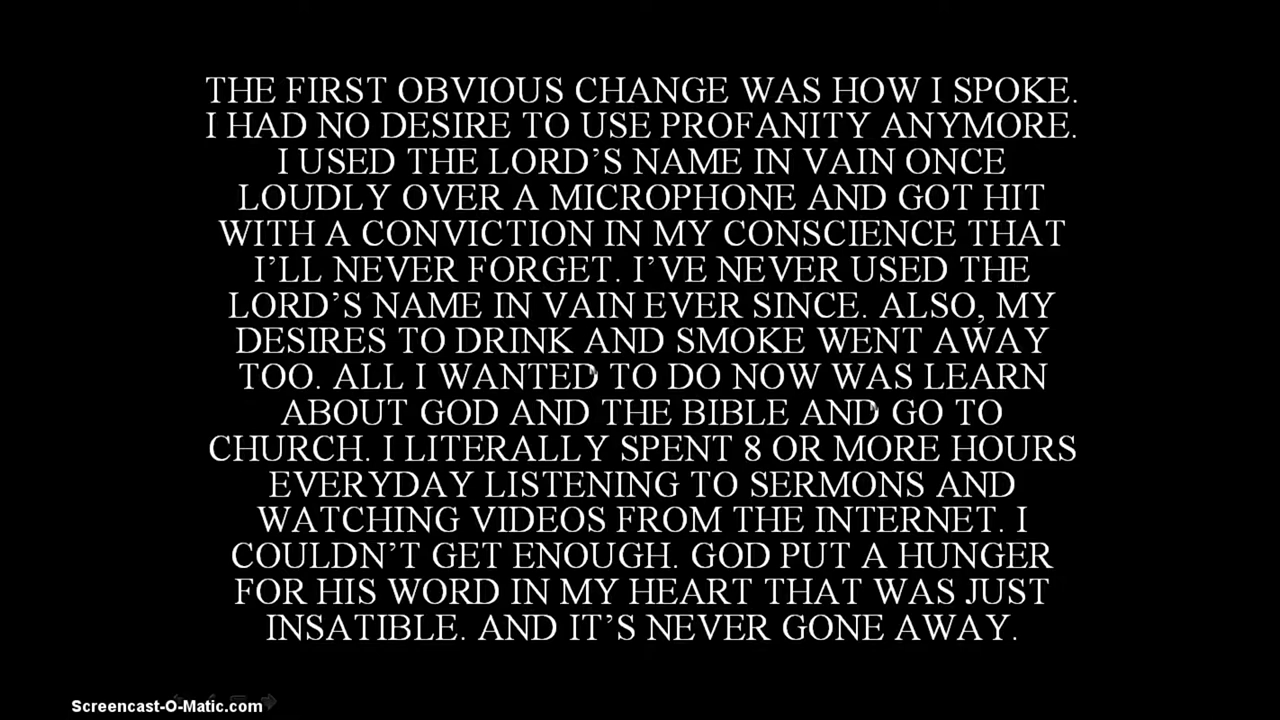 THE FIRST OBVIOUS CHANGE WAS HOW I SPOKE.
I HAD NO DESIRE TO USE PROFANITY ANYMORE.
I USED THE LORD’S NAME IN VAIN ONCE
LOUDLY OVER A MICROPHONE AND GOT HIT
WITH A CONVICTION IN MY CONSCIENCE THAT
I’LL NEVER FORGET. I’VE NEVER USED THE
LORD’S NAME IN VAIN EVER SINCE. ALSO, MY
DESIRES TO DRINK AND SMOKE WENT AWAY
TOO. ALL I WANTED TO DO NOW WAS LEARN
ABOUT GOD AND THE BIBLE AND GO TO
CHURCH. I LITERALLY SPENT 8 OR MORE HOURS
EVERYDAY LISTENING TO SERMONS AND
WATCHING VIDEOS FROM THE INTERNET. I
COULDN’T GET ENOUGH. GOD PUT A HUNGER
FOR HIS WORD IN MY HEART THAT WAS JUST
INSATIBLE. AND IT’S NEVER GONE AWAY.
Screencast-O-Matic.com